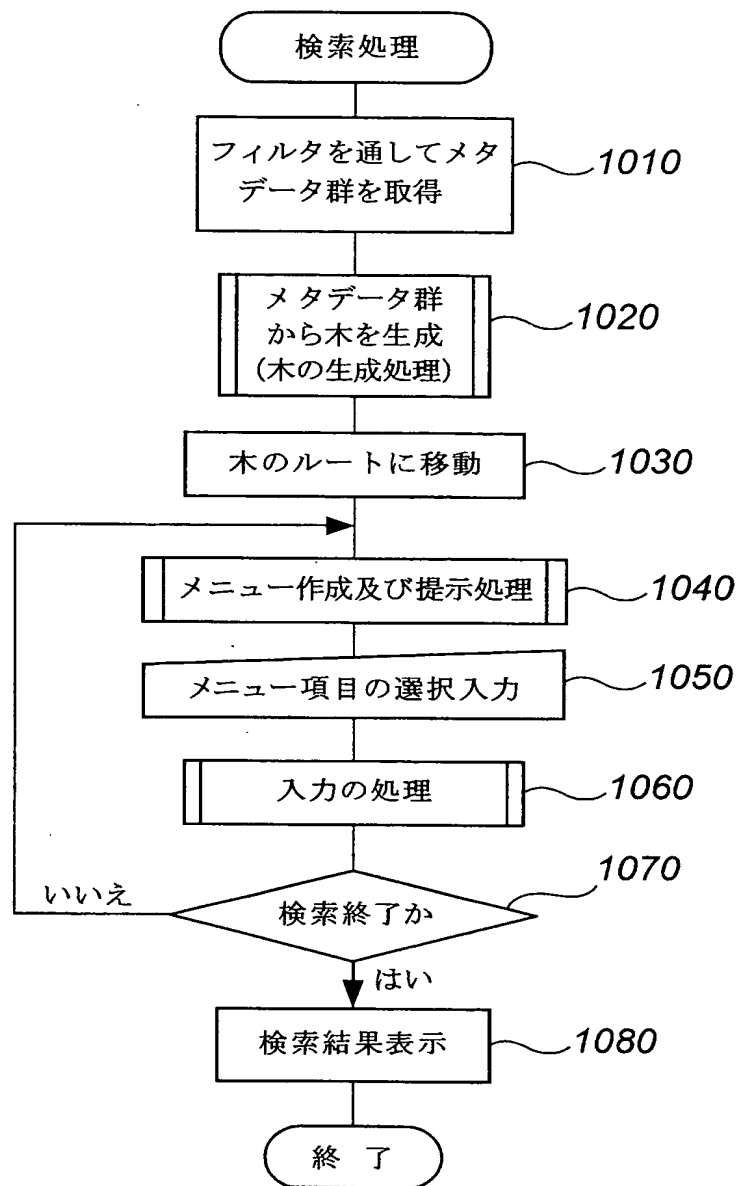 検索処理
フィルタを通してメタ
データ群を取得
1010
メタデータ群
から木を生成
(木の生成処理)
1020
木のルートに移動
1030
メニュー作成及び提示処理
1040
メニュー項目の選択入力
1050
入力の処理
1060
1070
いいえ
検索終了か
はい
検索結果表示
1080
終 了